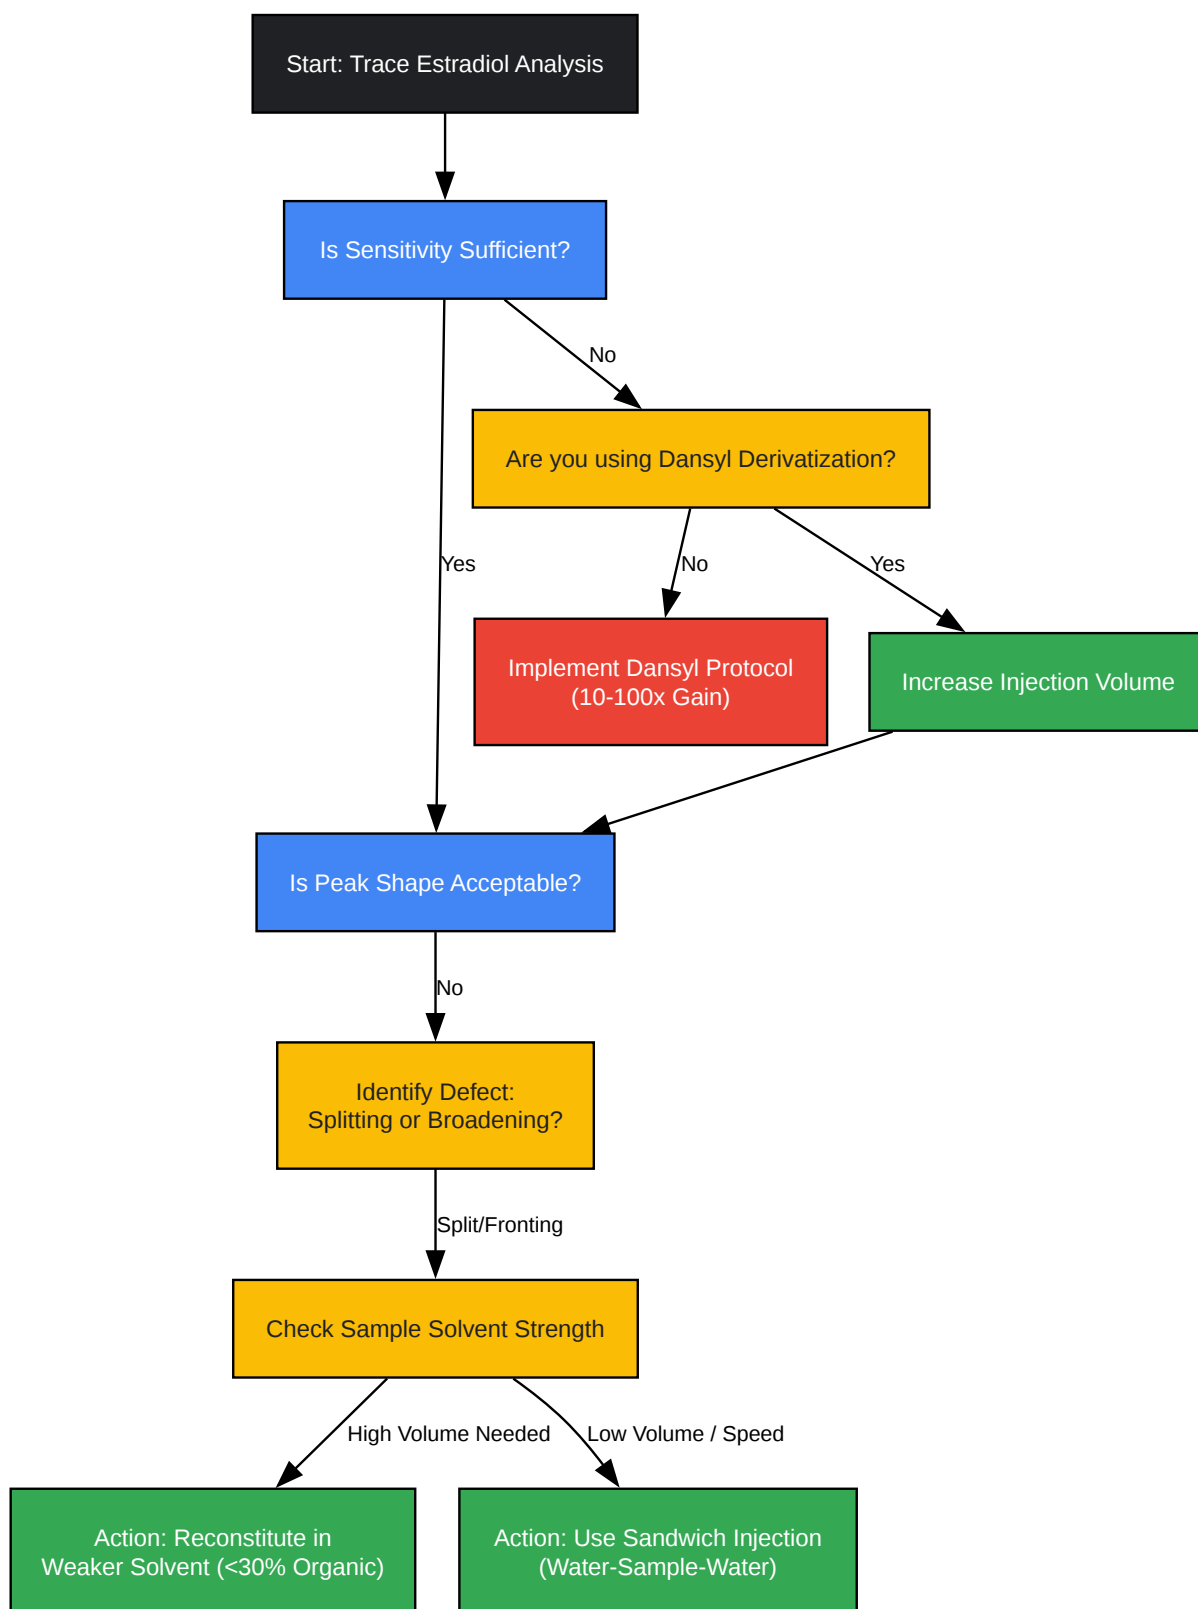 Start: Trace Estradiol Analysis
Is Sensitivity Sufficient?
No
Are you using Dansyl Derivatization?
Yes
No
Yes
Implement Dansyl Protocol
(10-100x Gain)
Increase Injection Volume
Is Peak Shape Acceptable?
No
Identify Defect:
Splitting or Broadening?
Split/Fronting
Check Sample Solvent Strength
High Volume Needed
Low Volume / Speed
Action: Reconstitute in
Weaker Solvent (<30% Organic)
Action: Use Sandwich Injection
(Water-Sample-Water)